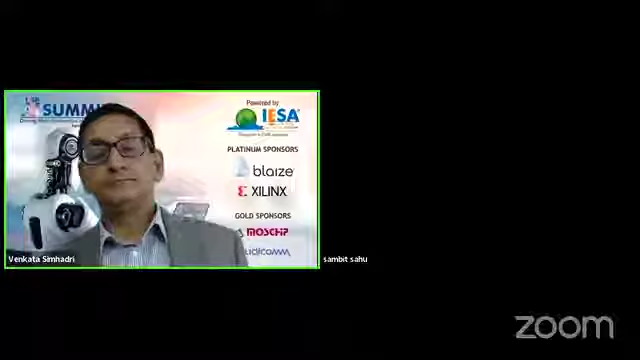 SUMMIT
Powered by
IESA
PLATINUM SPONSORS
blaize
XILINX
GOLD SPONSORS
MOSCHIP
Venkata Simhadri
sambit sahu
zoom